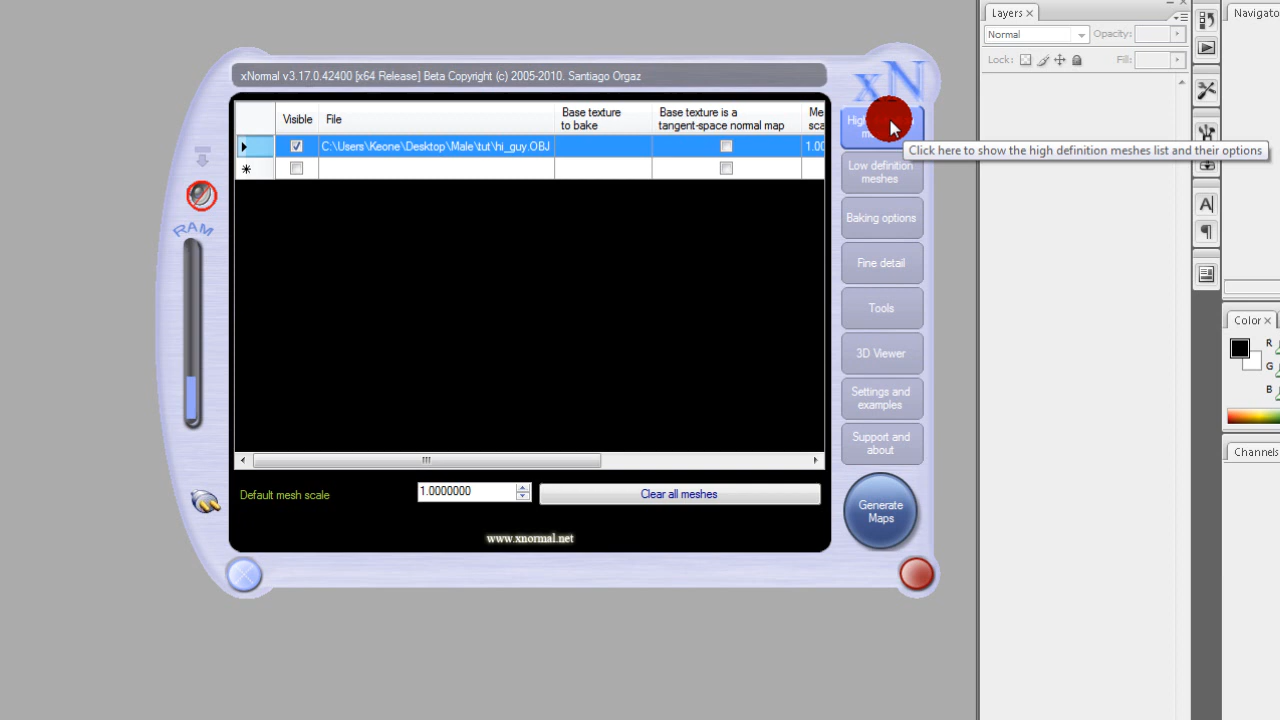 xNormal v3.17.0.42400 [x64 Release] Beta Copyright (c) 2005-2010. Santiago Orgaz
xN
Visible
File
Base texture
to bake
Base texture is a
tangent-space normal map
C:\Users\Keone\Desktop\Male\tut\hi_guy.OBJ
1.00
RAM
Default mesh scale
1.0000000
Clear all meshes
www.xnormal.net
Click here to show the high definition meshes list and their options
Low definition
meshes
Baking options
Fine detail
Tools
3D Viewer
Settings and
examples
Support and
about
Generate
Maps
Layers ×
Normal
Opacity:
Lock:
Fill:
Color ×
R
G
B
Channels